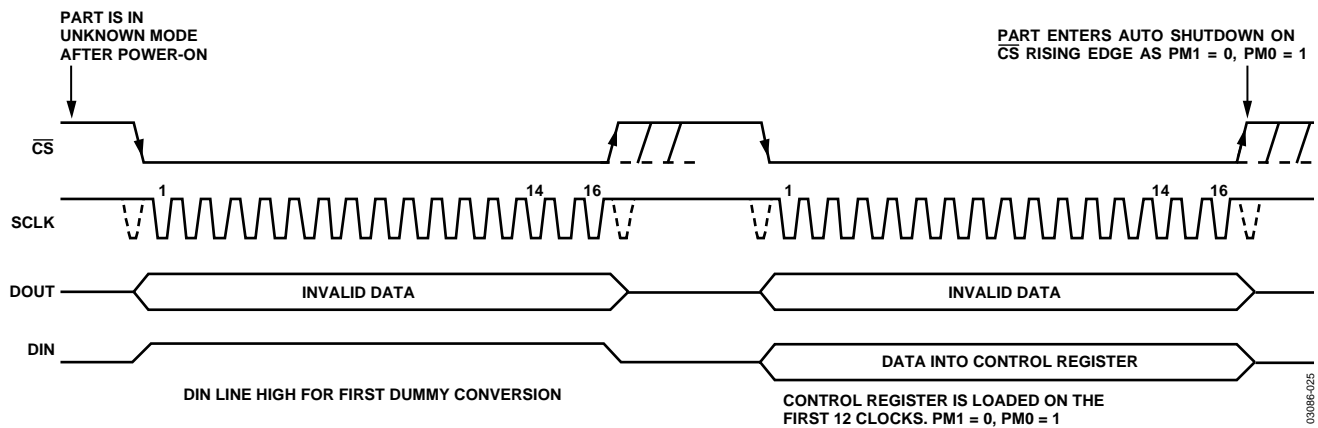 PART IS IN
UNKNOWN MODE
AFTER POWER-ON
PART ENTERS AUTO SHUTDOWN ON
CS RISING EDGE AS PM1 = 0, PM0 = 1
CS
1 14 16 1 14 16
SCLK
DOUT INVALID DATA INVALID DATA
DIN DATA INTO CONTROL REGISTER
DIN LINE HIGH FOR FIRST DUMMY CONVERSION
CONTROL REGISTER IS LOADED ON THE
FIRST 12 CLOCKS. PM1 = 0, PM0 = 1
03086-025